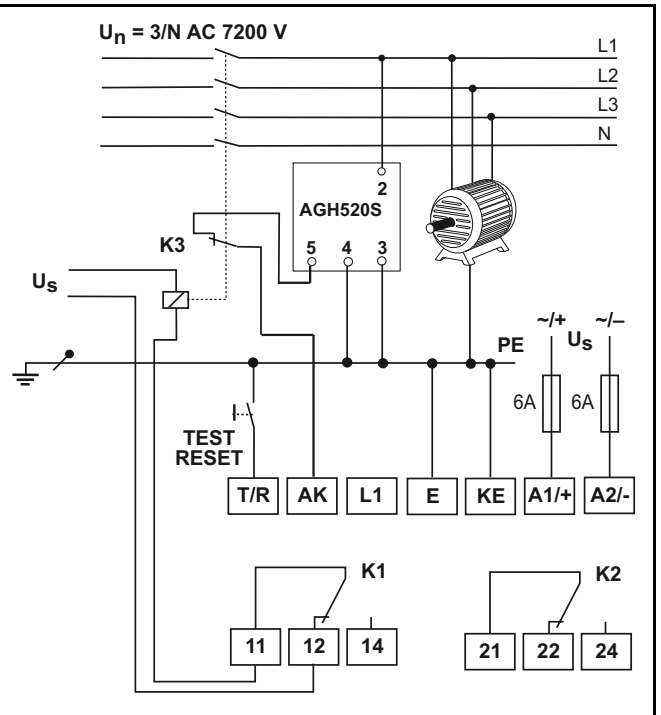 Un = 3/N AC 7200 V
L1
L2
L3
N
2
AGH520S
5 4 3
K3
Us
PE
~/+ ~/–
Us
6A 6A
TEST
RESET
T/R AK L1 E KE A1/+ A2/-
K1 K2
11 12 14 21 22 24